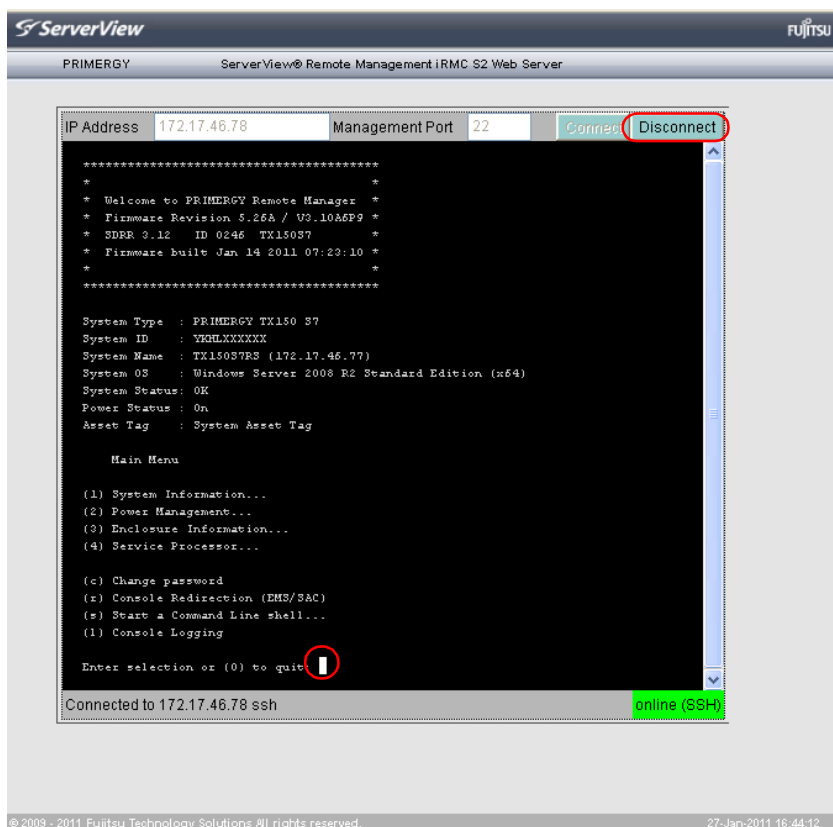 ServerView
FUJITSU
PRIMERGY ServerView® Remote Management iRMC S2 Web Server
IP Address 172.17.46.78 Management Port 22 Connect Disconnect
*****************************************
* *
* Welcome to PRIMERGY Remote Manager *
* Firmware Revision 5.26A / V3.10A6P9 *
* SDRR 3.12 ID 0246 TX150S7 *
* Firmware built Jan 14 2011 07:23:10 *
* *
*****************************************
System Type : PRIMERGY TX150 S7
System ID : YKHLXXXXXX
System Name : TX150S7RS (172.17.46.77)
System OS : Windows Server 2008 R2 Standard Edition (x64)
System Status: OK
Power Status : On
Asset Tag : System Asset Tag
Main Menu
(1) System Information...
(2) Power Management...
(3) Enclosure Information...
(4) Service Processor...
(c) Change password
(r) Console Redirection (EMS/SAC)
(s) Start a Command Line shell...
(l) Console Logging
Enter selection or (0) to quit:
Connected to 172.17.46.78 ssh online (SSH)
© 2009 - 2011 Fujitsu Technology Solutions All rights reserved. 27-Jan-2011 16:44:12